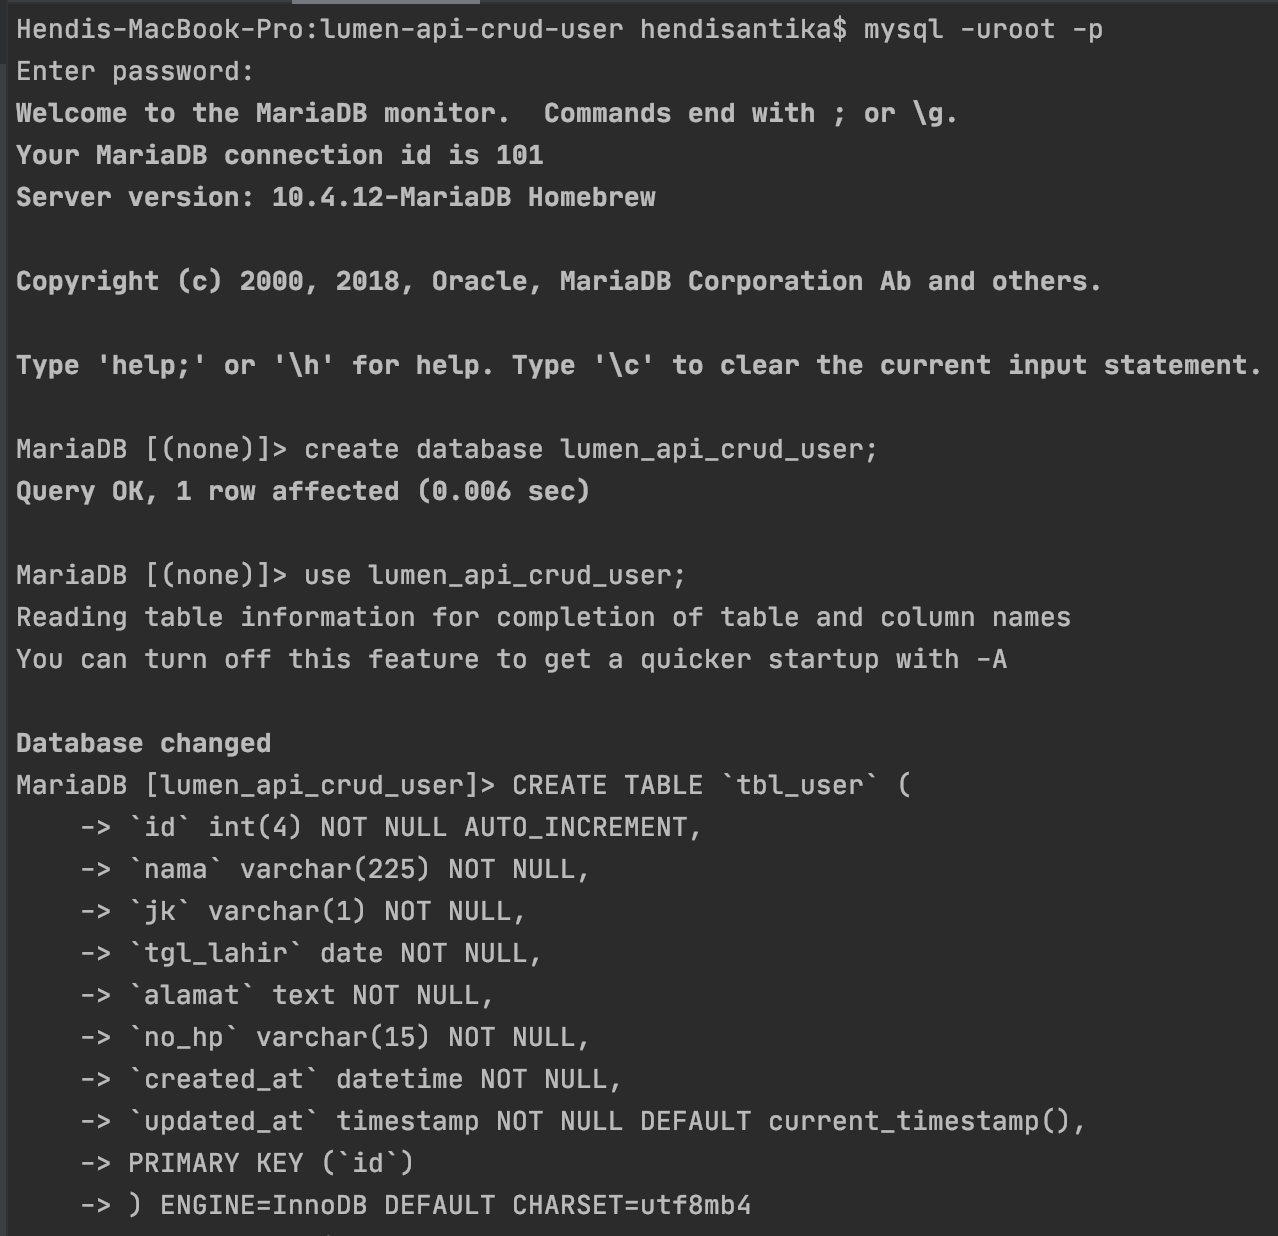 Hendis-MacBook-Pro:lumen-api-crud-user hendisantika$ mysql -uroot -p
Enter password:
Welcome to the MariaDB monitor.  Commands end with ; or \g.
Your MariaDB connection id is 101
Server version: 10.4.12-MariaDB Homebrew
Copyright (c) 2000, 2018, Oracle, MariaDB Corporation Ab and others.
Type 'help;' or '\h' for help. Type '\c' to clear the current input statement.
MariaDB [(none)]> create database lumen_api_crud_user;
Query OK, 1 row affected (0.006 sec)
MariaDB [(none)]> use lumen_api_crud_user;
Reading table information for completion of table and column names
You can turn off this feature to get a quicker startup with -A
Database changed
MariaDB [lumen_api_crud_user]> CREATE TABLE `tbl_user` (
    -> `id` int(4) NOT NULL AUTO_INCREMENT,
    -> `nama` varchar(225) NOT NULL,
    -> `jk` varchar(1) NOT NULL,
    -> `tgl_lahir` date NOT NULL,
    -> `alamat` text NOT NULL,
    -> `no_hp` varchar(15) NOT NULL,
    -> `created_at` datetime NOT NULL,
    -> `updated_at` timestamp NOT NULL DEFAULT current_timestamp(),
    -> PRIMARY KEY (`id`)
    -> ) ENGINE=InnoDB DEFAULT CHARSET=utf8mb4